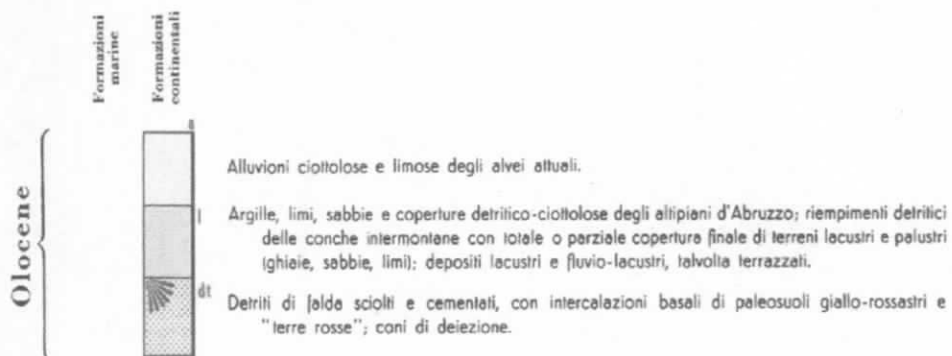 Formazioni
marine
Formazioni
continentali
Olocene
a
Alluvioni ciottolose e limose degli alvei attuali.
l
Argille, limi, sabbie e coperture detritico-ciottolose degli altipiani d'Abruzzo; riempimenti detritici
delle conche intermontane con totale o parziale copertura finale di terreni lacustri e palustri
(ghiaie, sabbie, limi); depositi lacustri e fluvio-lacustri, talvolta terrazzati.
dt
Detriti di falda sciolti e cementati, con intercalazioni basali di paleosuoli giallo-rossastri e
"terre rosse"; coni di deiezione.